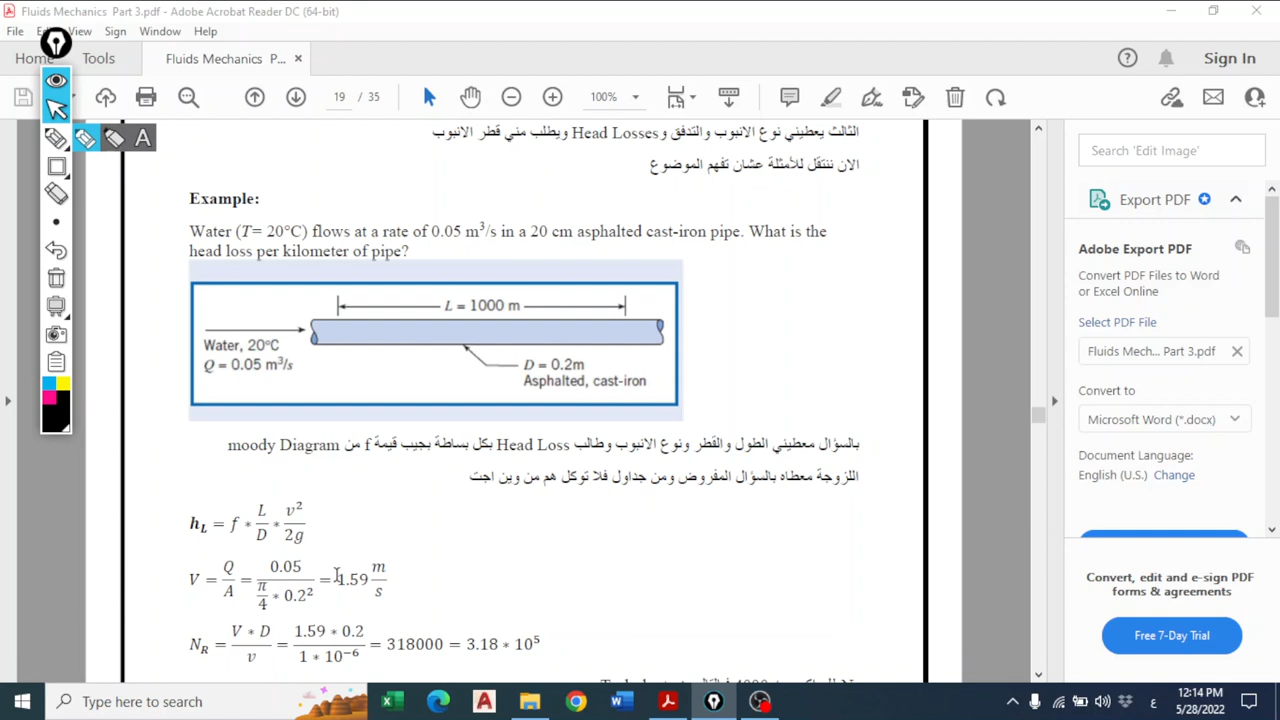 Fluids Mechanics Part 3.pdf - Adobe Acrobat Reader DC (64-bit)
File View Sign Window Help
Home Tools Fluids Mechanics P... ×
19 / 35 100%
Sign In
الثالث يعطيني نوع الانبوب والتدفق وHead Losses ويطلب مني قطر الانبوب
الان ننتقل للأمثلة عشان تفهم الموضوع
Example:
Water (T= 20°C) flows at a rate of 0.05 m³/s in a 20 cm asphalted cast-iron pipe. What is the
head loss per kilometer of pipe?
L = 1000 m
Water, 20°C
Q = 0.05 m³/s
D = 0.2m
Asphalted, cast-iron
بالسؤال معطيني الطول والقطر ونوع الانبوب وطالب Head Loss بكل بساطة بجيب قيمة f من moody Diagram
اللزوجة معطاه بالسؤال المفروض ومن جداول فلا توكل هم من وين اجت
h_L = f * L/D * v²/2g
V = Q/A = 0.05 / (π/4 * 0.2²) = 1.59 m/s
N_R = V * D / v = 1.59 * 0.2 / 1 * 10⁻⁶ = 318000 = 3.18 * 10⁵
Search 'Edit Image'
Export PDF
Adobe Export PDF
Convert PDF Files to Word
or Excel Online
Select PDF File
Fluids Mech... Part 3.pdf
Convert to
Microsoft Word (*.docx)
Document Language:
English (U.S.) Change
Convert, edit and e-sign PDF
forms & agreements
Free 7-Day Trial
Type here to search
ع
12:14 PM
5/28/2022